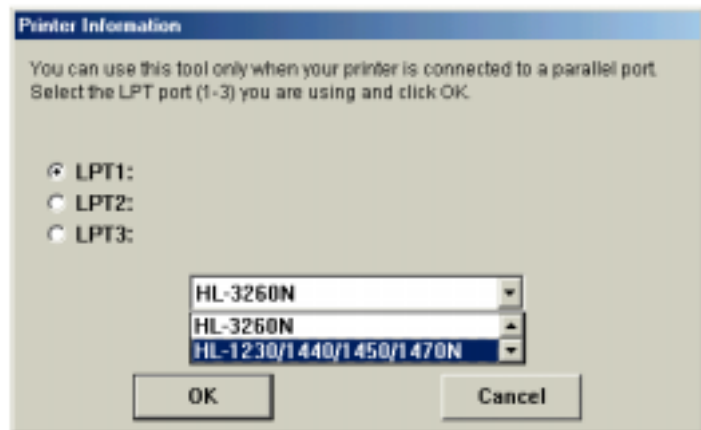 Printer Information
You can use this tool only when your printer is connected to a parallel port.
Select the LPT port (1-3) you are using and click OK.
LPT1:
LPT2:
LPT3:
HL-3260N
HL-3260N
HL-1230/1440/1450/1470N
OK
Cancel